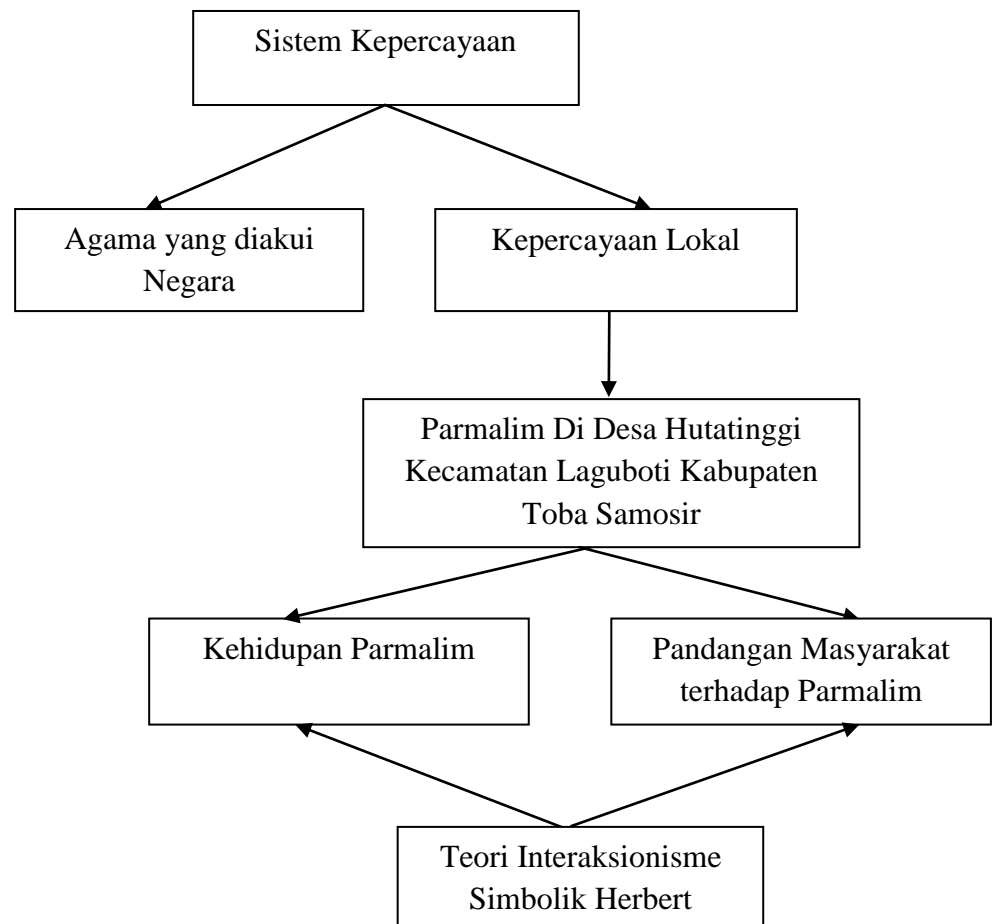 Sistem Kepercayaan
Agama yang diakui
Negara
Kepercayaan Lokal
Parmalim Di Desa Hutatinggi
Kecamatan Laguboti Kabupaten
Toba Samosir
Kehidupan Parmalim
Pandangan Masyarakat
terhadap Parmalim
Teori Interaksionisme
Simbolik Herbert